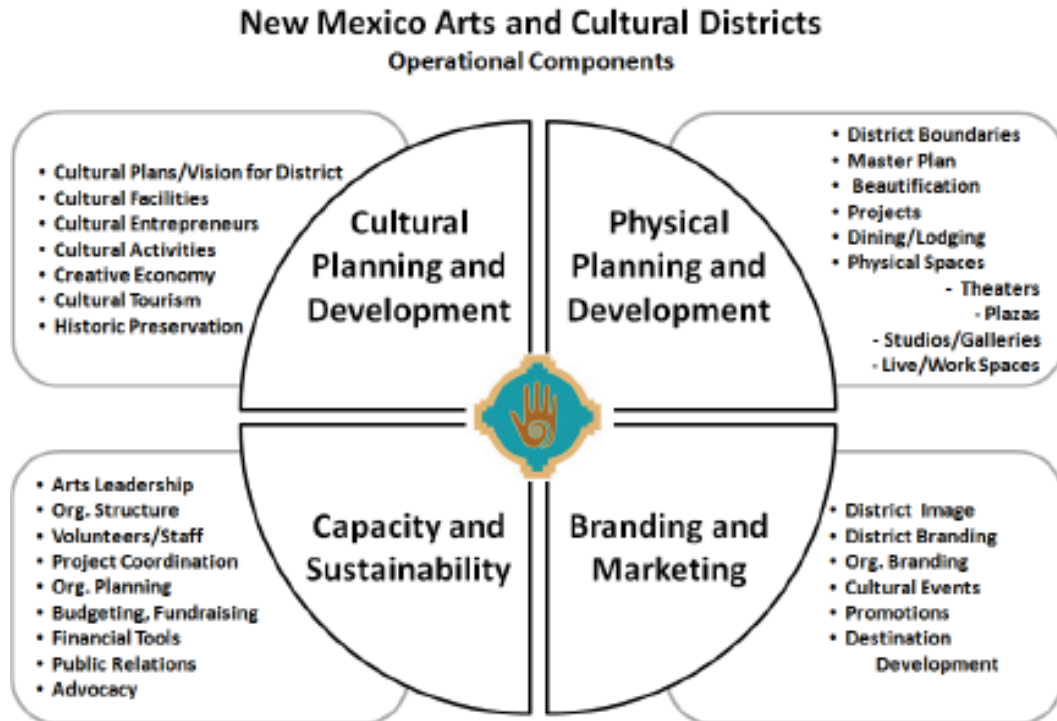 New Mexico Arts and Cultural Districts
Operational Components
• Cultural Plans/Vision for District
• Cultural Facilities
• Cultural Entrepreneurs
• Cultural Activities
• Creative Economy
• Cultural Tourism
• Historic Preservation
Cultural
Planning and
Development
Physical
Planning and
Development
• District Boundaries
• Master Plan
• Beautification
• Projects
• Dining/Lodging
• Physical Spaces
- Theaters
- Plazas
- Studios/Galleries
- Live/Work Spaces
• Arts Leadership
• Org. Structure
• Volunteers/Staff
• Project Coordination
• Org. Planning
• Budgeting, Fundraising
• Financial Tools
• Public Relations
• Advocacy
Capacity and
Sustainability
Branding and
Marketing
• District Image
• District Branding
• Org. Branding
• Cultural Events
• Promotions
• Destination
Development